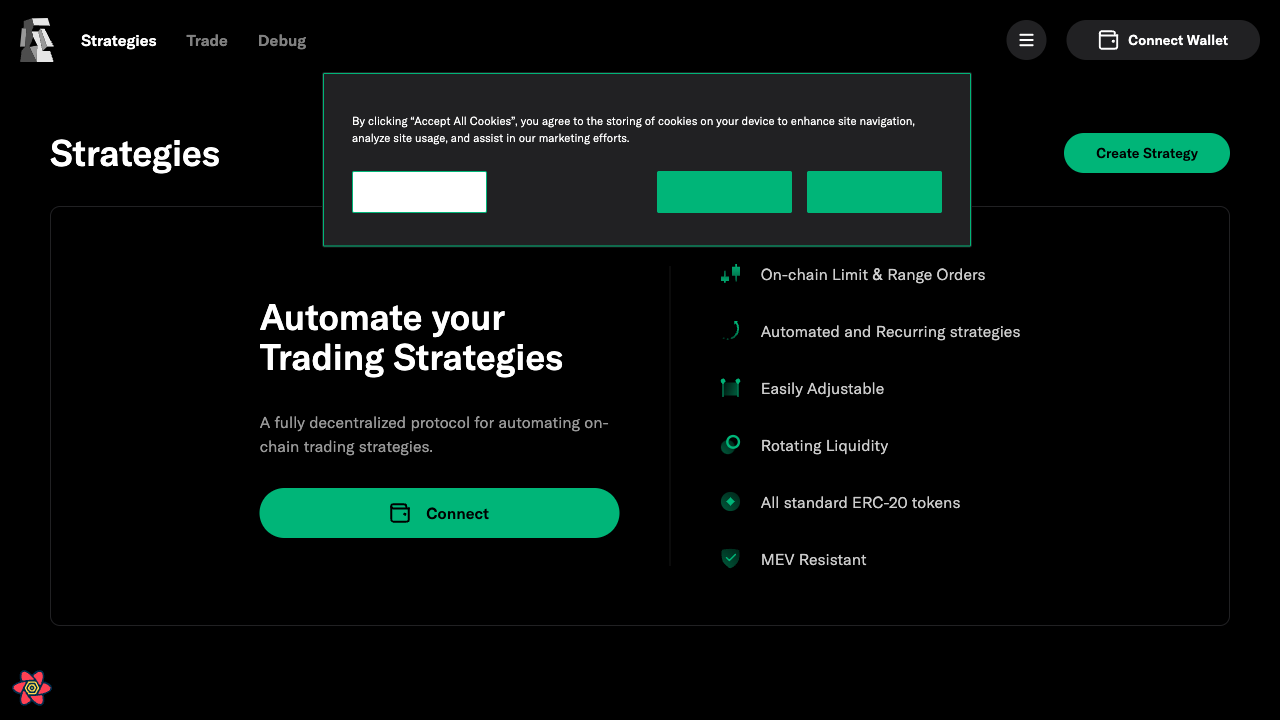 Strategies
Trade
Debug
Connect Wallet
By clicking “Accept All Cookies”, you agree to the storing of cookies on your device to enhance site navigation,
analyze site usage, and assist in our marketing efforts.
Strategies
Create Strategy
Automate your
Trading Strategies
A fully decentralized protocol for automating on-
chain trading strategies.
Connect
On-chain Limit & Range Orders
Automated and Recurring strategies
Easily Adjustable
Rotating Liquidity
All standard ERC-20 tokens
MEV Resistant